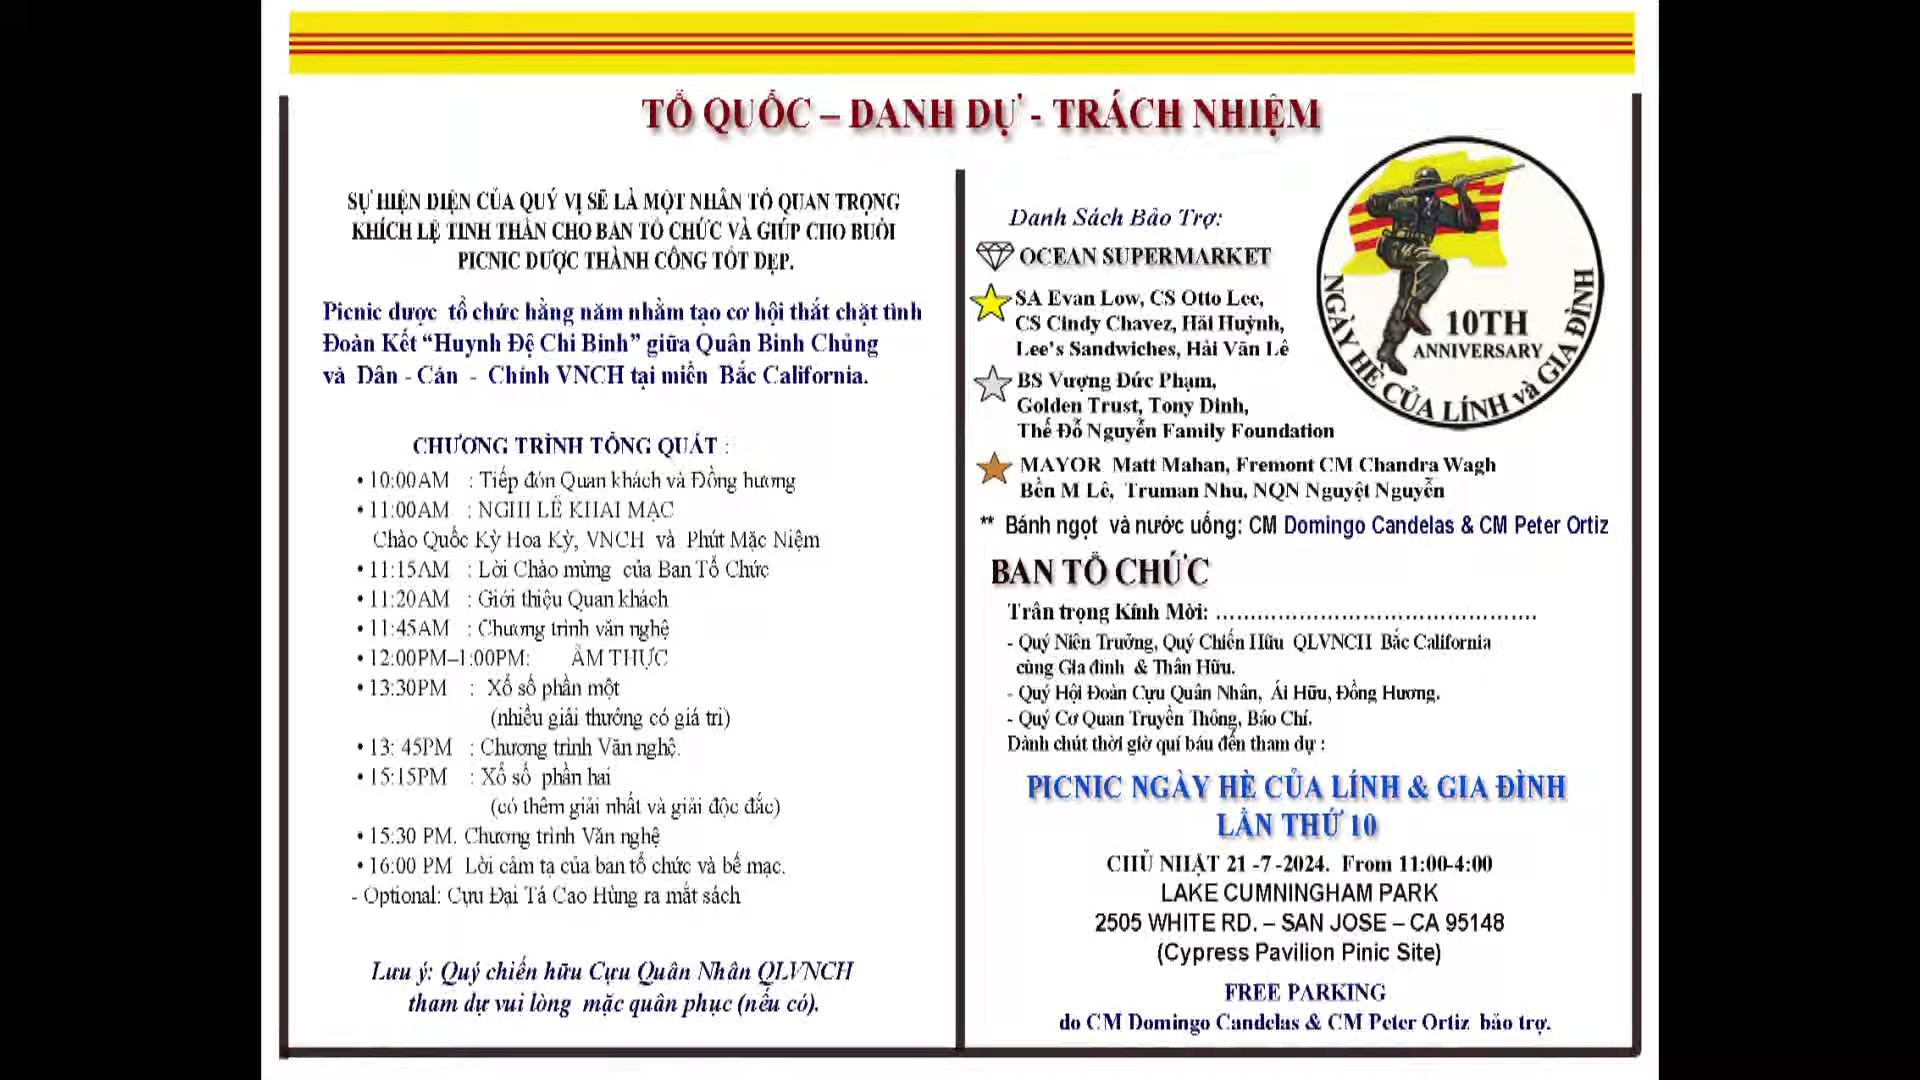 TỔ QUỐC – DANH DỰ - TRÁCH NHIỆM
SỰ HIỆN DIỆN CỦA QUÝ VỊ SẼ LÀ MỘT NHÂN TỐ QUAN TRỌNG
KHÍCH LỆ TINH THẦN CHO BAN TỔ CHỨC VÀ GIÚP CHO BUỔI
PICNIC ĐƯỢC THÀNH CÔNG TỐT ĐẸP.
Picnic được tổ chức hằng năm nhằm tạo cơ hội thắt chặt tình
Đoàn Kết “Huynh Đệ Chi Binh” giữa Quân Binh Chủng
và Dân - Cán - Chính VNCH tại miền Bắc California.
CHƯƠNG TRÌNH TỔNG QUÁT :
• 10:00AM : Tiếp đón Quan khách và Đồng hương
• 11:00AM : NGHI LỄ KHAI MẠC
Chào Quốc Kỳ Hoa Kỳ, VNCH và Phút Mặc Niệm
• 11:15AM : Lời Chào mừng của Ban Tổ Chức
• 11:20AM : Giới thiệu Quan khách
• 11:45AM : Chương trình văn nghệ
• 12:00PM–1:00PM: ẨM THỰC
• 13:30PM : Xổ số phần một
(nhiều giải thưởng có giá trị)
• 13: 45PM : Chương trình Văn nghệ.
• 15:15PM : Xổ số phần hai
(có thêm giải nhất và giải độc đắc)
• 15:30 PM. Chương trình Văn nghệ
• 16:00 PM Lời cảm tạ của ban tổ chức và bế mạc.
- Optional: Cựu Đại Tá Cao Hùng ra mắt sách
Lưu ý: Quý chiến hữu Cựu Quân Nhân QLVNCH
tham dự vui lòng mặc quân phục (nếu có).
Danh Sách Bảo Trợ:
OCEAN SUPERMARKET
SA Evan Low, CS Otto Lee,
CS Cindy Chavez, Hải Huỳnh,
Lee's Sandwiches, Hải Văn Lê
BS Vượng Đức Phạm,
Golden Trust, Tony Dinh,
Thế Đỗ Nguyễn Family Foundation
MAYOR Matt Mahan, Fremont CM Chandra Wagh
Bền M Lê, Truman Nhu, NQN Nguyệt Nguyễn
** Bánh ngọt và nước uống: CM Domingo Candelas & CM Peter Ortiz
10TH
ANNIVERSARY
NGÀY HÈ CỦA LÍNH và GIA ĐÌNH
BAN TỔ CHỨC
Trân trọng Kính Mời: ................................................
- Quý Niên Trưởng, Quý Chiến Hữu QLVNCH Bắc California
cùng Gia đình & Thân Hữu.
- Quý Hội Đoàn Cựu Quân Nhân, Ái Hữu, Đồng Hương.
- Quý Cơ Quan Truyền Thông, Báo Chí.
Dành chút thời giờ quí báu đến tham dự :
PICNIC NGÀY HÈ CỦA LÍNH & GIA ĐÌNH
LẦN THỨ 10
CHỦ NHẬT 21 -7 -2024. From 11:00-4:00
LAKE CUMNINGHAM PARK
2505 WHITE RD. – SAN JOSE – CA 95148
(Cypress Pavilion Pinic Site)
FREE PARKING
do CM Domingo Candelas & CM Peter Ortiz bảo trợ.